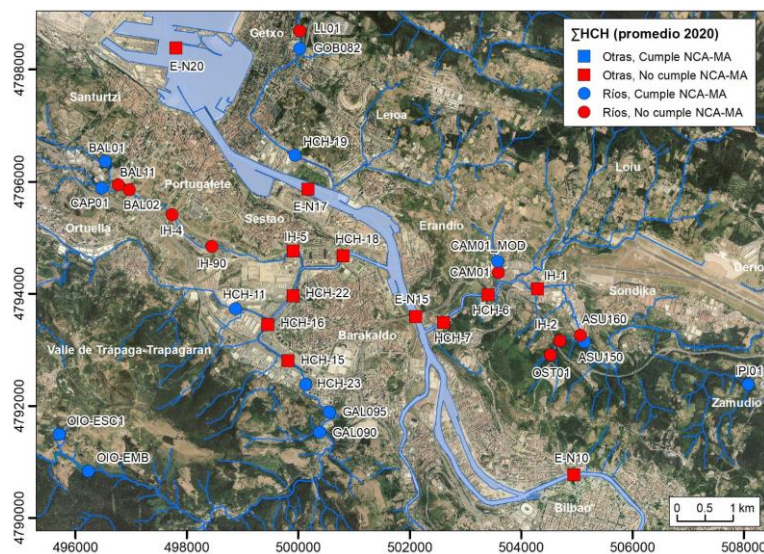 ∑HCH (promedio 2020)
Otras, Cumple NCA-MA
Otras, No cumple NCA-MA
Ríos, Cumple NCA-MA
Ríos, No cumple NCA-MA
4798000
4796000
4794000
4792000
4790000
Getxo
LL01
GOB082
E-N20
Santurtzi
Leioa
BAL01
HCH-19
Loiu
BAL11
Portugalete
CAP01
BAL02
E-N17
Sestao
IH-4
Erandio
Ortuella
IH-5
HCH-18
CAM01_MOD
Derio
IH-90
CAM01
IH-1
Sondika
HCH-22
HCH-6
HCH-11
E-N15
IH-2
ASU160
HCH-16
Barakaldo
HCH-7
Valle de Trápaga-Trapagaran
ASU150
HCH-15
OST01
HCH-23
IPI01
Zamudio
OIO-ESC1
GAL095
GAL090
OIO-EMB
E-N10
Bilbao
0 0.5 1 km
496000 498000 500000 502000 504000 506000 508000